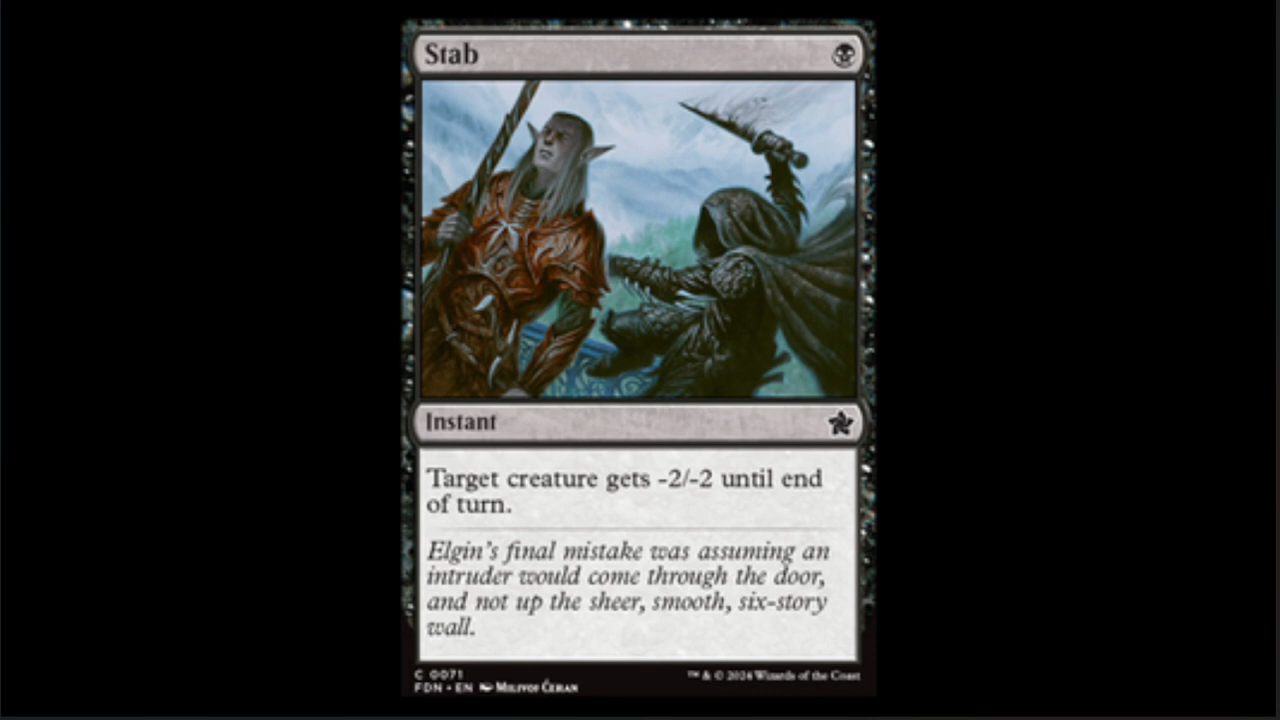 Stab
Instant
Target creature gets -2/-2 until end
of turn.
Elgin's final mistake was assuming an
intruder would come through the door,
and not up the sheer, smooth, six-story
wall.
C 0071
™ & © 2024 Wizards of the Coast
FDN • EN Milivoj Ćeran